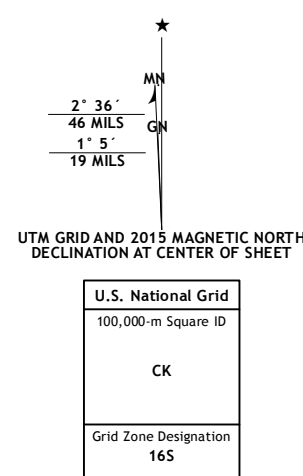 MN
2° 36´
46 MILS
GN
1° 5´
19 MILS
UTM GRID AND 2015 MAGNETIC NORTH
DECLINATION AT CENTER OF SHEET
U.S. National Grid
100,000-m Square ID
CK
Grid Zone Designation
16S